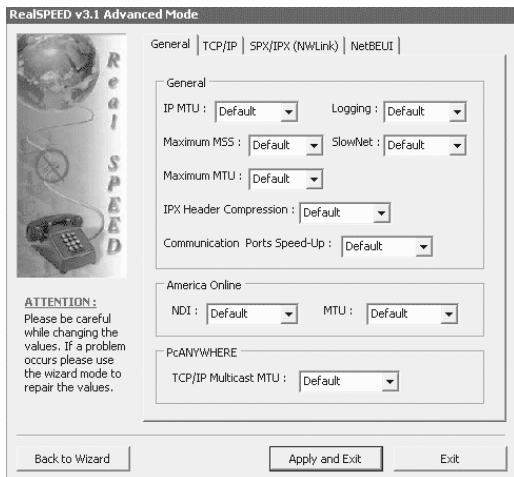 RealSPEED v3.1 Advanced Mode
Real SPEED
General TCP/IP SPX/IPX (NWLink) NetBEUI
General
IP MTU : Default Logging : Default
Maximum MSS : Default SlowNet : Default
Maximum MTU : Default
IPX Header Compression : Default
Communication Ports Speed-Up : Default
America Online
NDI : Default MTU : Default
PcANYWHERE
TCP/IP Multicast MTU : Default
ATTENTION :
Please be careful
while changing the
values. If a problem
occurs please use
the wizard mode to
repair the values.
Back to Wizard Apply and Exit Exit